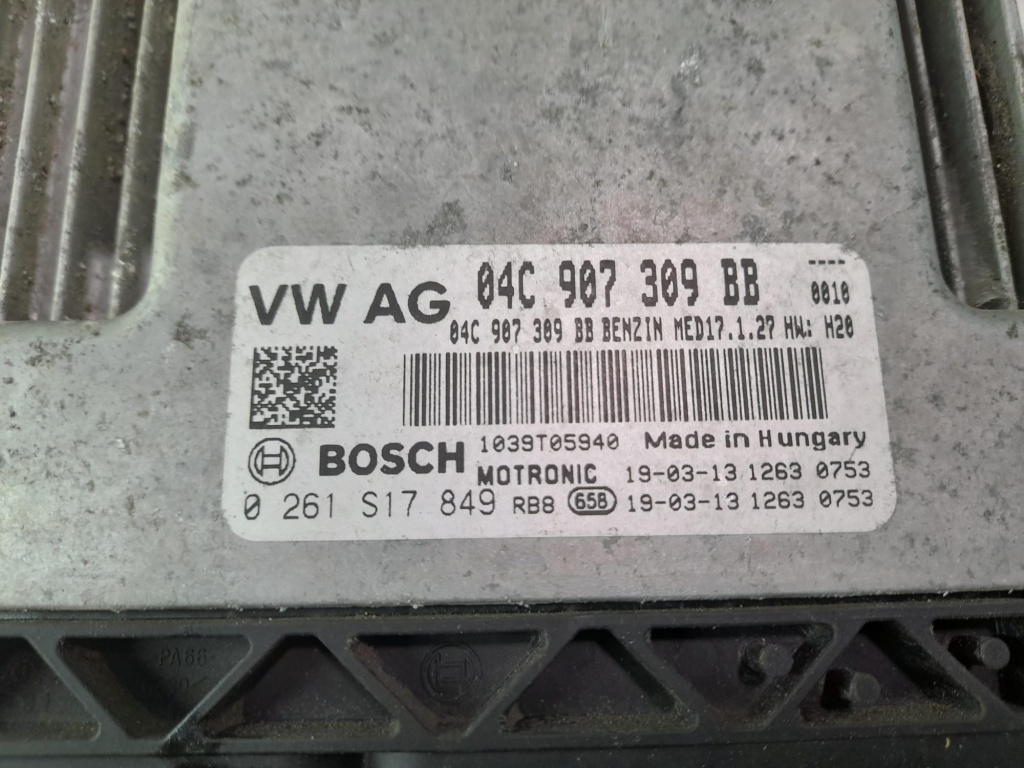 VW AG 04C 907 309 BB ----
0010
04C 907 309 BB BENZIN MED17.1.27 HW: H20
BOSCH 1039T05940 Made in Hungary
MOTRONIC 19-03-13 1263 0753
0 261 S17 849 RB8 658 19-03-13 1263 0753
PA66-